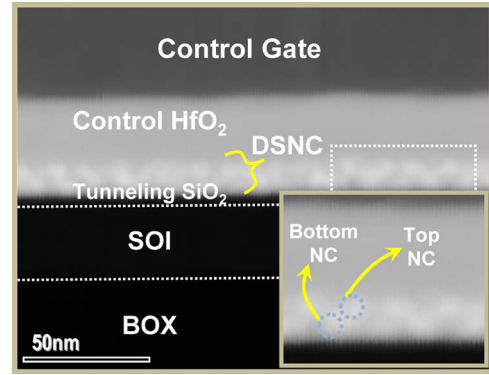 Control Gate
Control HfO₂
DSNC
Tunneling SiO₂
SOI
BOX
50nm
Bottom
NC
Top
NC